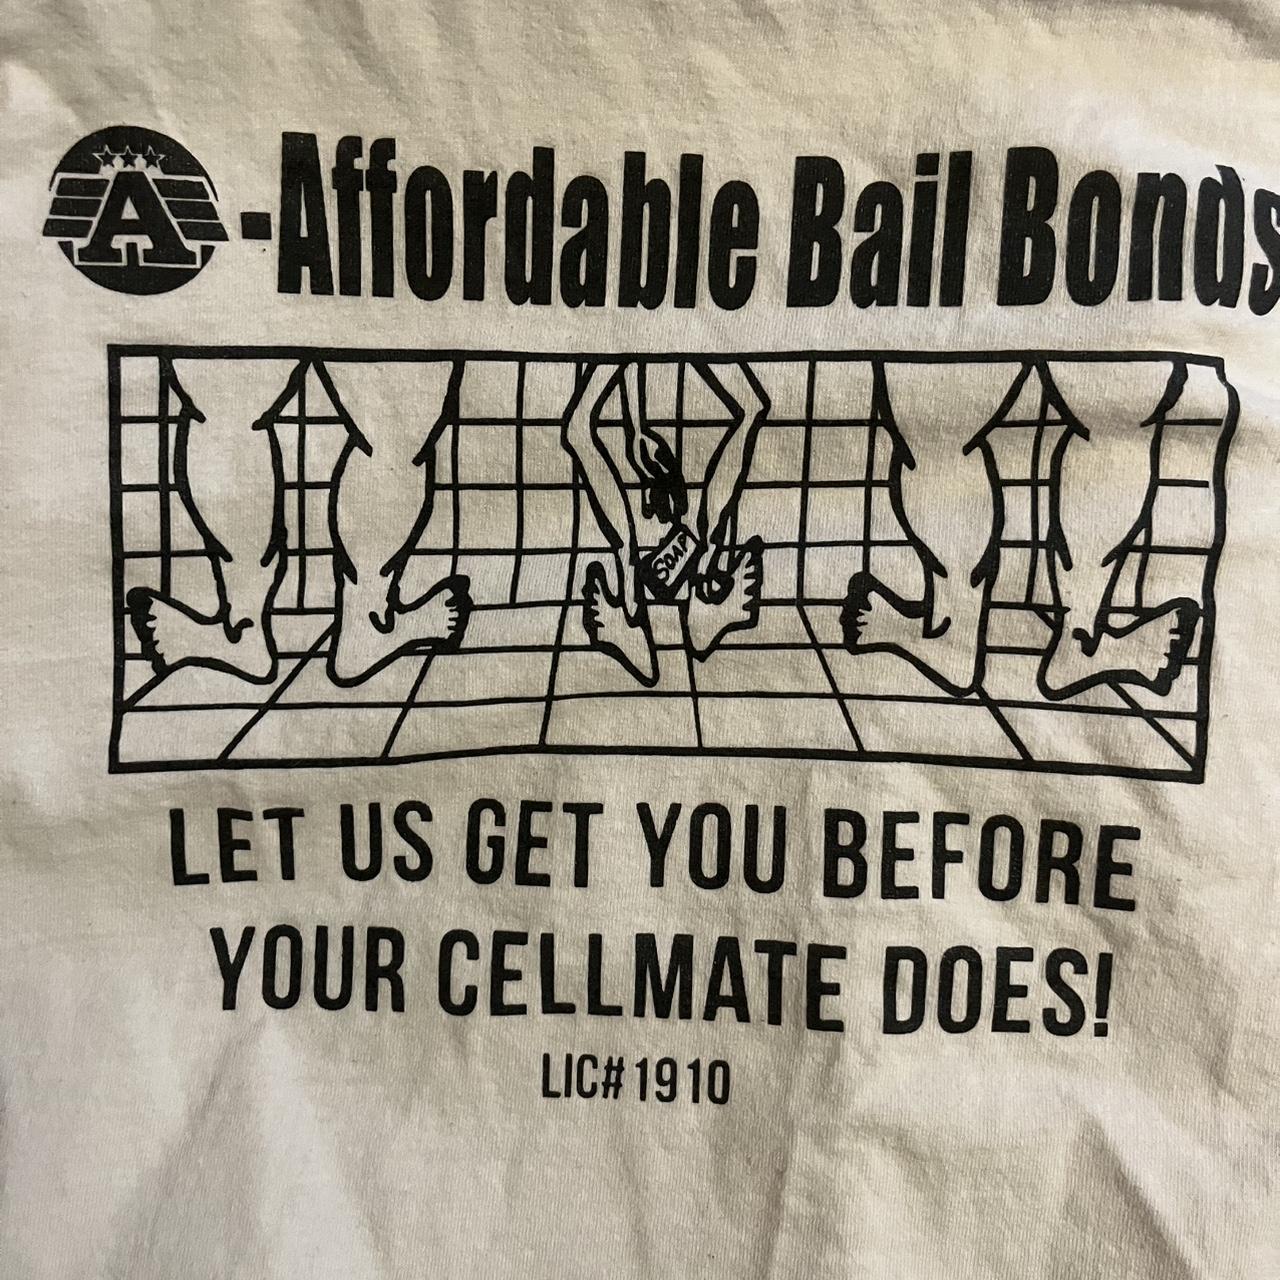 A-Affordable Bail Bonds
SOAP
LET US GET YOU BEFORE
YOUR CELLMATE DOES!
LIC#1910